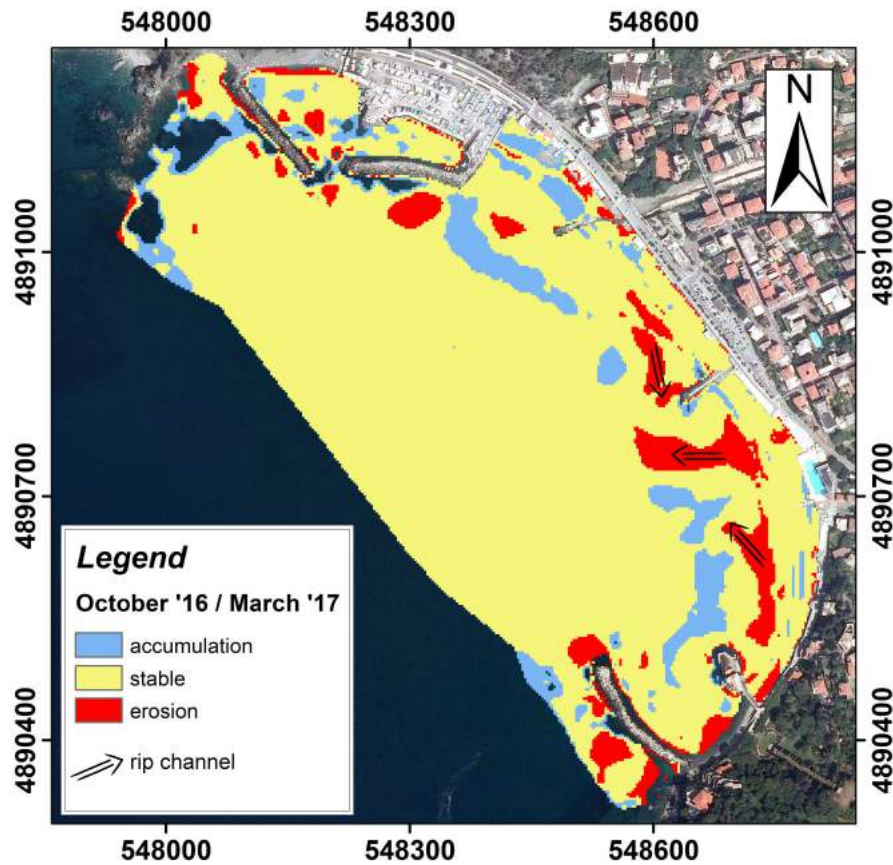 548000 548300 548600
N
4891000 4891000
4890700 4890700
Legend
October '16 / March '17
accumulation
stable
erosion
rip channel
4890400 4890400
548000 548300 548600